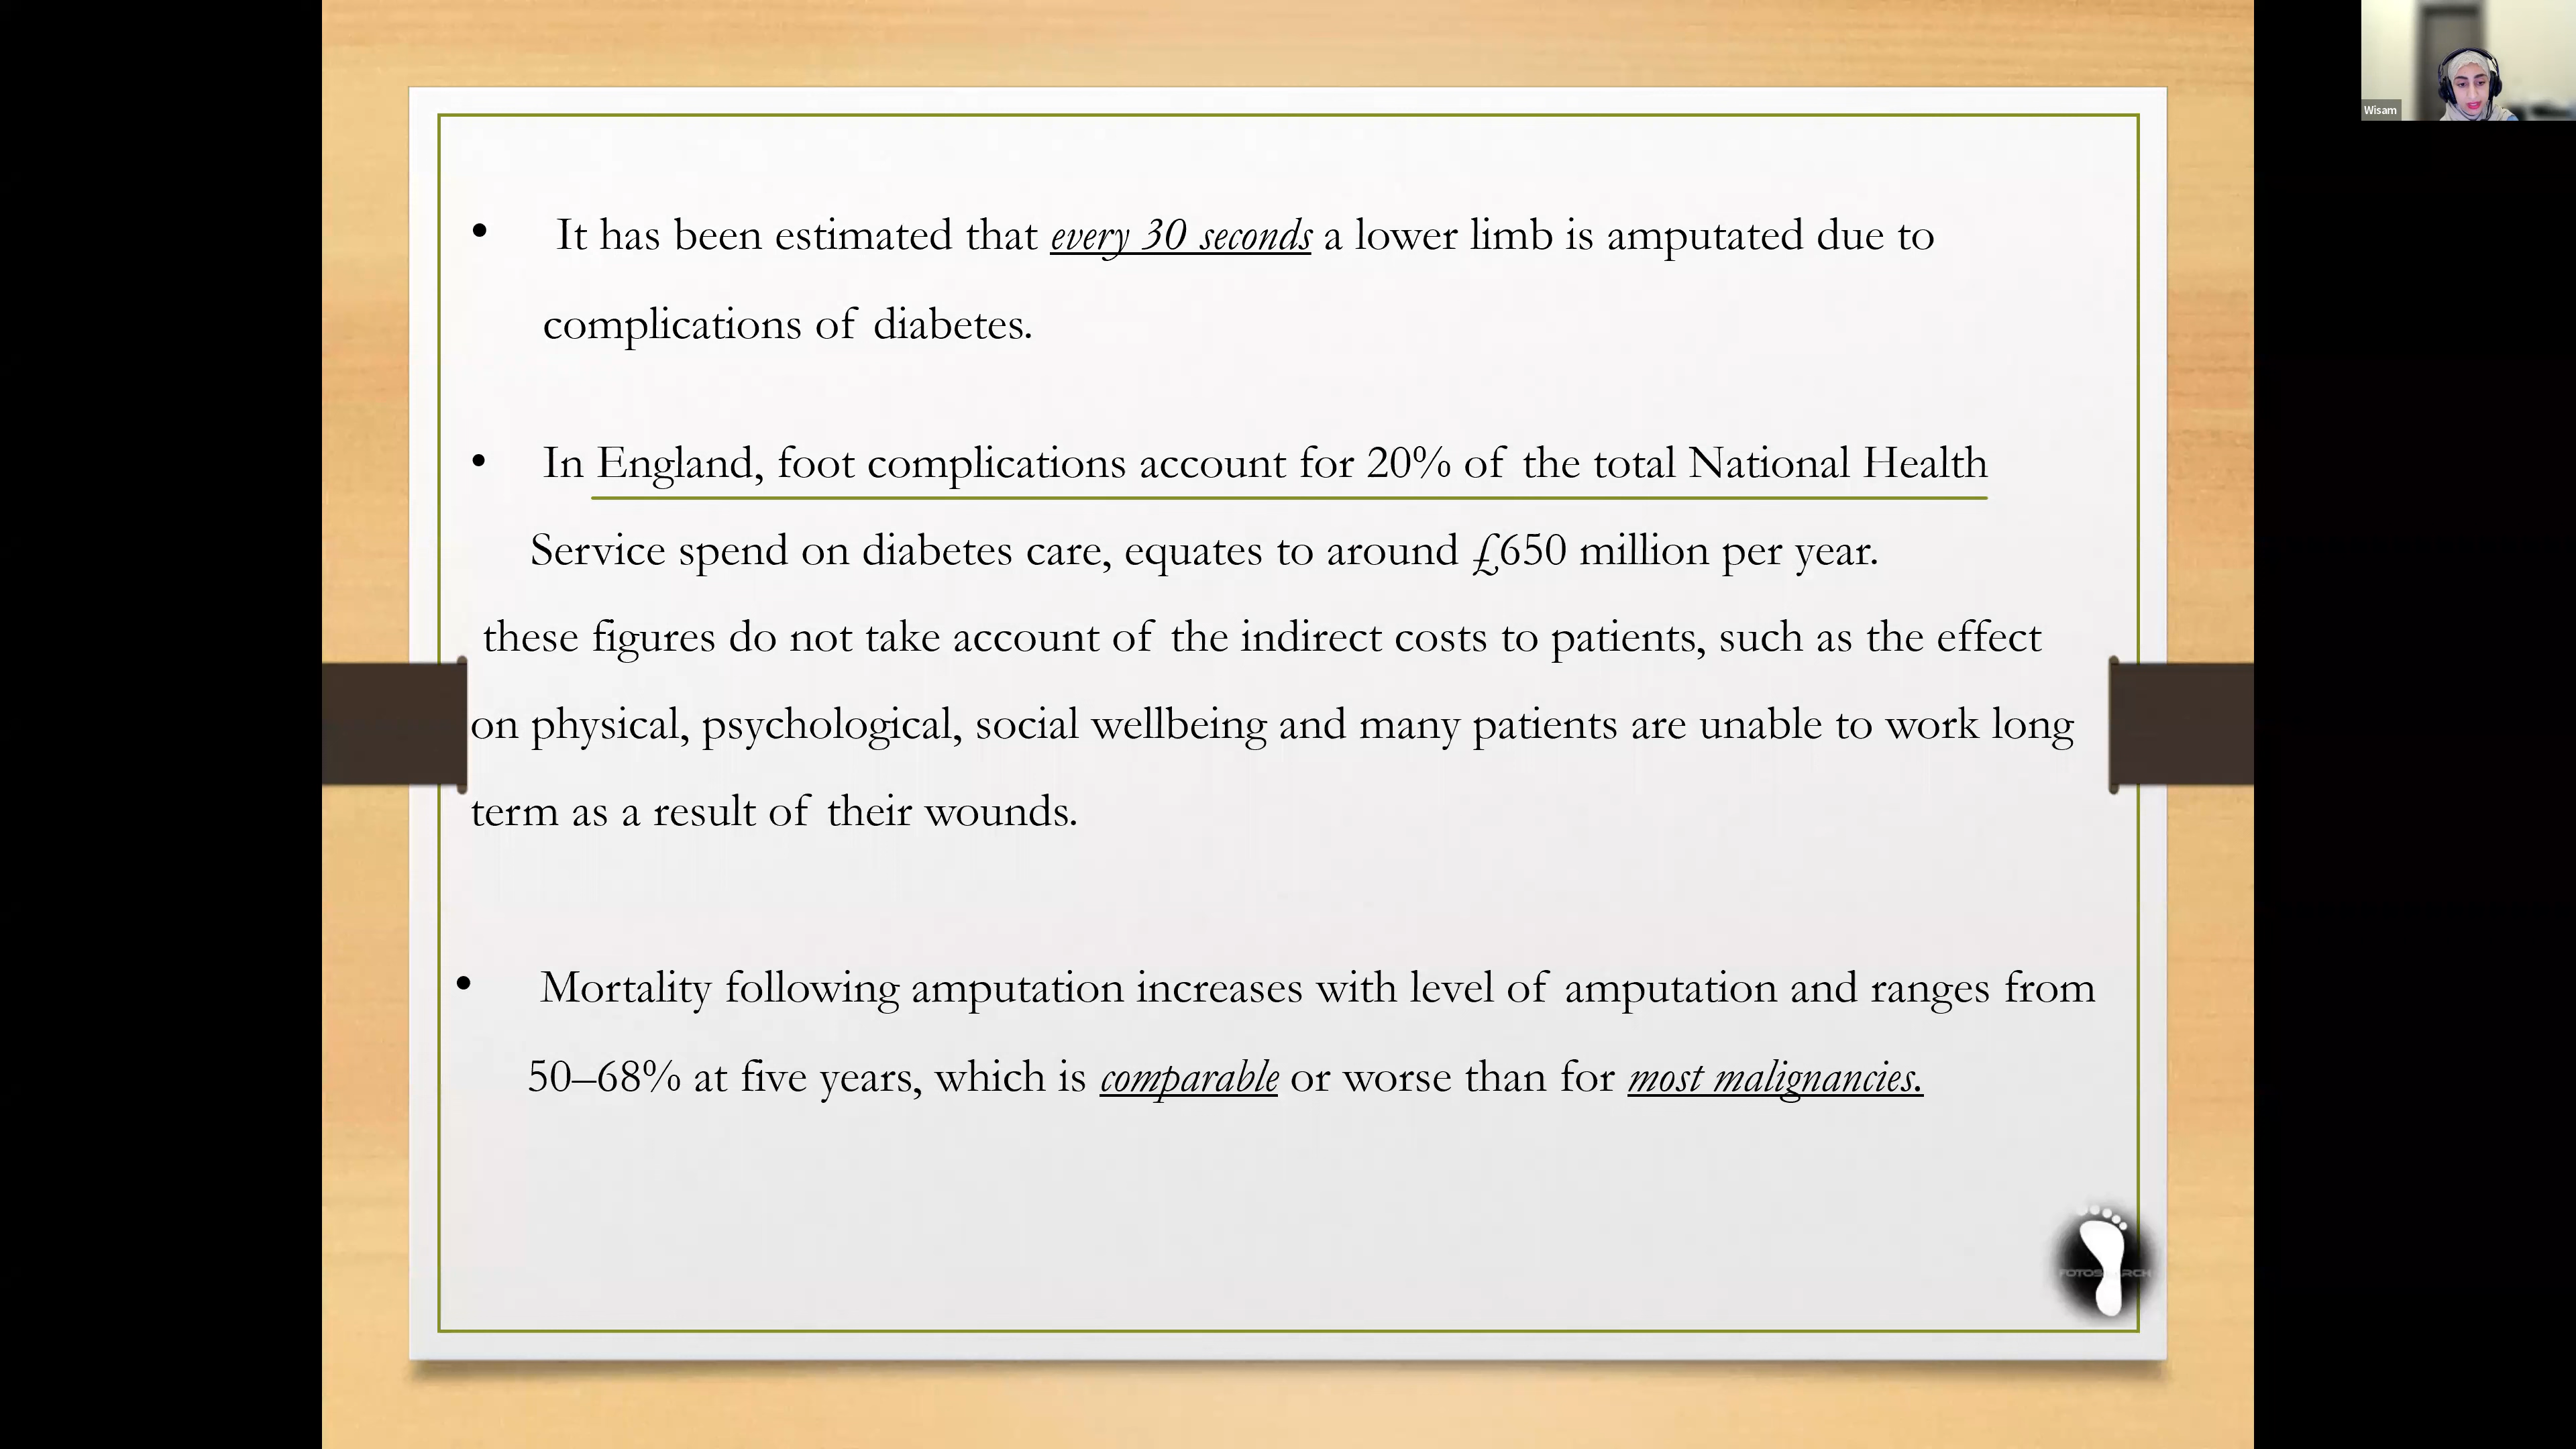 Wisam
• It has been estimated that every 30 seconds a lower limb is amputated due to
complications of diabetes.
• In England, foot complications account for 20% of the total National Health
Service spend on diabetes care, equates to around £650 million per year.
these figures do not take account of the indirect costs to patients, such as the effect
on physical, psychological, social wellbeing and many patients are unable to work long
term as a result of their wounds.
• Mortality following amputation increases with level of amputation and ranges from
50–68% at five years, which is comparable or worse than for most malignancies.